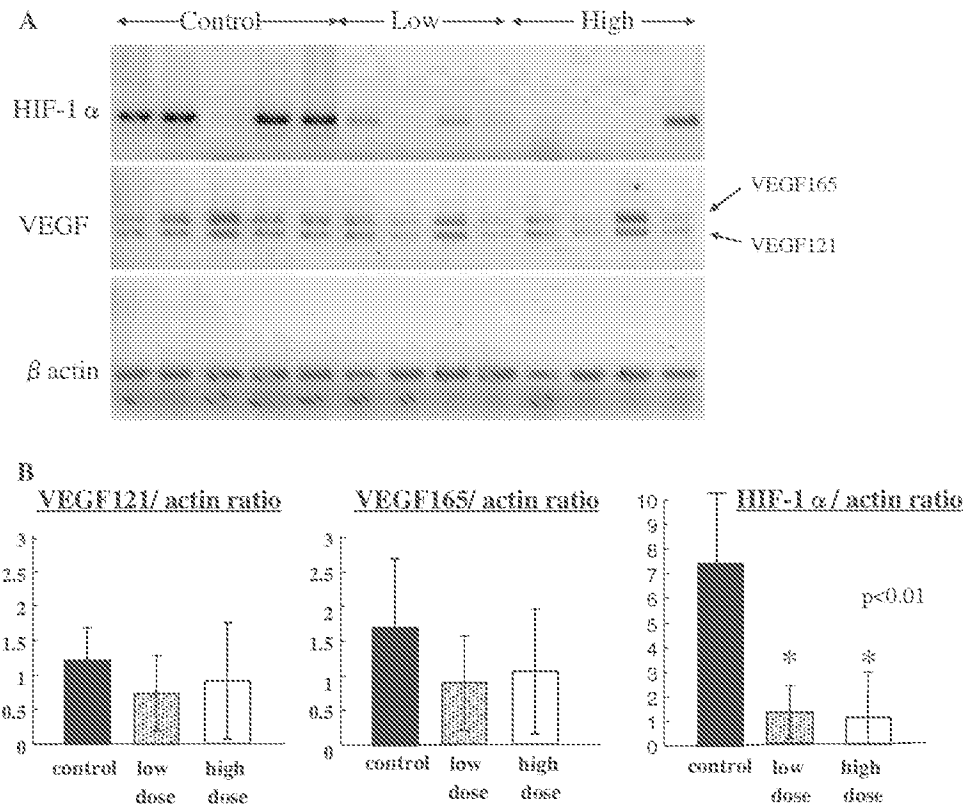 A
Control Low High
HIF-1 α
VEGF
VEGF165
VEGF121
β actin
B
VEGF121/ actin ratio
3
2.5
2
1.5
1
0.5
0
control low dose high dose
VEGF165/ actin ratio
3
2.5
2
1.5
1
0.5
0
control low dose high dose
HIF-1 α / actin ratio
10
9
8
7
6
5
4
3
2
1
0
p<0.01
* *
control low dose high dose